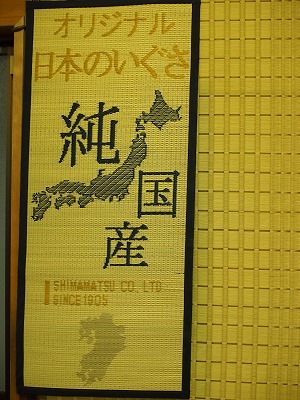 オリジナル
日本のいぐさ
純
国
産
SHIMAMATSU CO., LTD
SINCE 1905